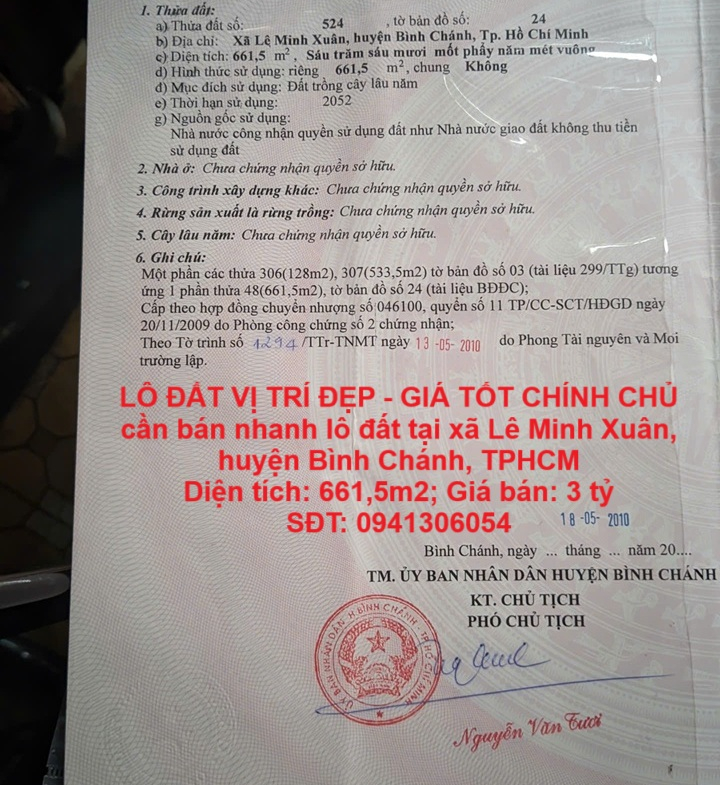 1. Thửa đất:
a) Thửa đất số: 524 , tờ bản đồ số: 24
b) Địa chỉ: Xã Lê Minh Xuân, huyện Bình Chánh, Tp. Hồ Chí Minh
c) Diện tích: 661,5 m², Sáu trăm sáu mươi mốt phẩy năm mét vuông
d) Hình thức sử dụng: riêng 661,5 m², chung Không
đ) Mục đích sử dụng: Đất trồng cây lâu năm
e) Thời hạn sử dụng: 2052
g) Nguồn gốc sử dụng:
Nhà nước công nhận quyền sử dụng đất như Nhà nước giao đất không thu tiền
sử dụng đất
2. Nhà ở: Chưa chứng nhận quyền sở hữu.
3. Công trình xây dựng khác: Chưa chứng nhận quyền sở hữu.
4. Rừng sản xuất là rừng trồng: Chưa chứng nhận quyền sở hữu.
5. Cây lâu năm: Chưa chứng nhận quyền sở hữu.
6. Ghi chú:
Một phần các thửa 306(128m2), 307(533,5m2) tờ bản đồ số 03 (tài liệu 299/TTg) tương
ứng 1 phần thửa 48(661,5m2), tờ bản đồ số 24 (tài liệu BĐĐC);
Cấp theo hợp đồng chuyển nhượng số 046100, quyển số 11 TP/CC-SCT/HĐGD ngày
20/11/2009 do Phòng công chứng số 2 chứng nhận;
Theo Tờ trình số 1294/TTr-TNMT ngày 13-05-2010 do Phong Tài nguyên và Moi
trường lập.
LÔ ĐẤT VỊ TRÍ ĐẸP - GIÁ TỐT CHÍNH CHỦ
cần bán nhanh lô đất tại xã Lê Minh Xuân,
huyện Bình Chánh, TPHCM
Diện tích: 661,5m2; Giá bán: 3 tỷ
SĐT: 0941306054
18-05-2010
Bình Chánh, ngày ... tháng ... năm 20....
TM. ỦY BAN NHÂN DÂN HUYỆN BÌNH CHÁNH
KT. CHỦ TỊCH
PHÓ CHỦ TỊCH
ỦY BAN NHÂN DÂN H BÌNH CHÁNH - TP HỒ CHÍ MINH
Nguyễn Văn Tươi